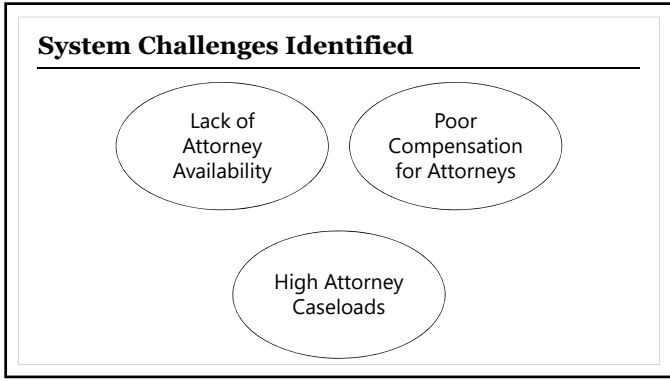 System Challenges Identified
Lack of
Attorney
Availability
Poor
Compensation
for Attorneys
High Attorney
Caseloads